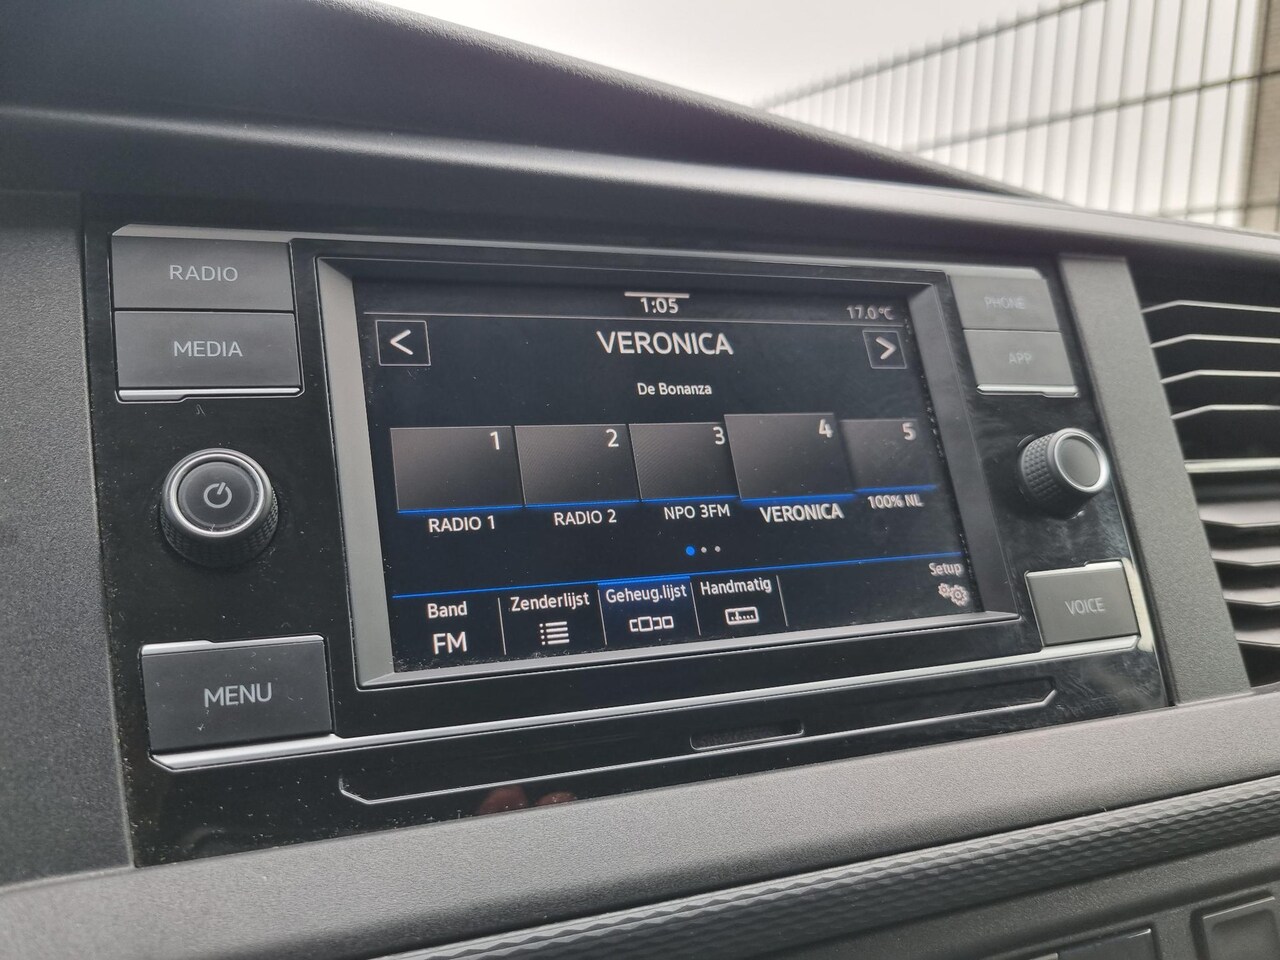 RADIO
MEDIA
MENU
1:05
17.0°C
<
VERONICA
>
De Bonanza
1
2
3
4
5
RADIO 1
RADIO 2
NPO 3FM
VERONICA
100% NL
Band
FM
Zenderlijst
Geheug.lijst
Handmatig
Setup
PHONE
APP
VOICE